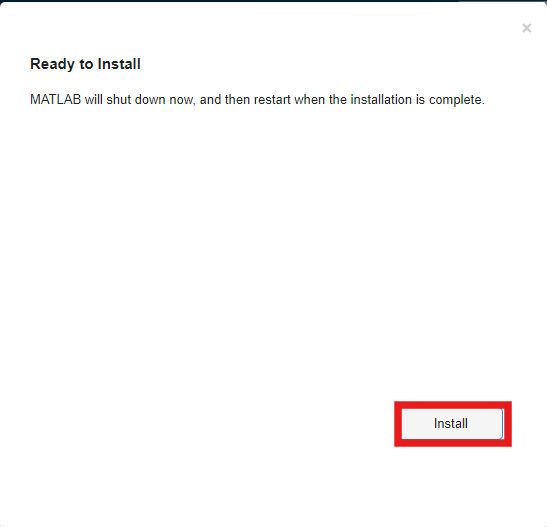 ×
Ready to Install
MATLAB will shut down now, and then restart when the installation is complete.
Install